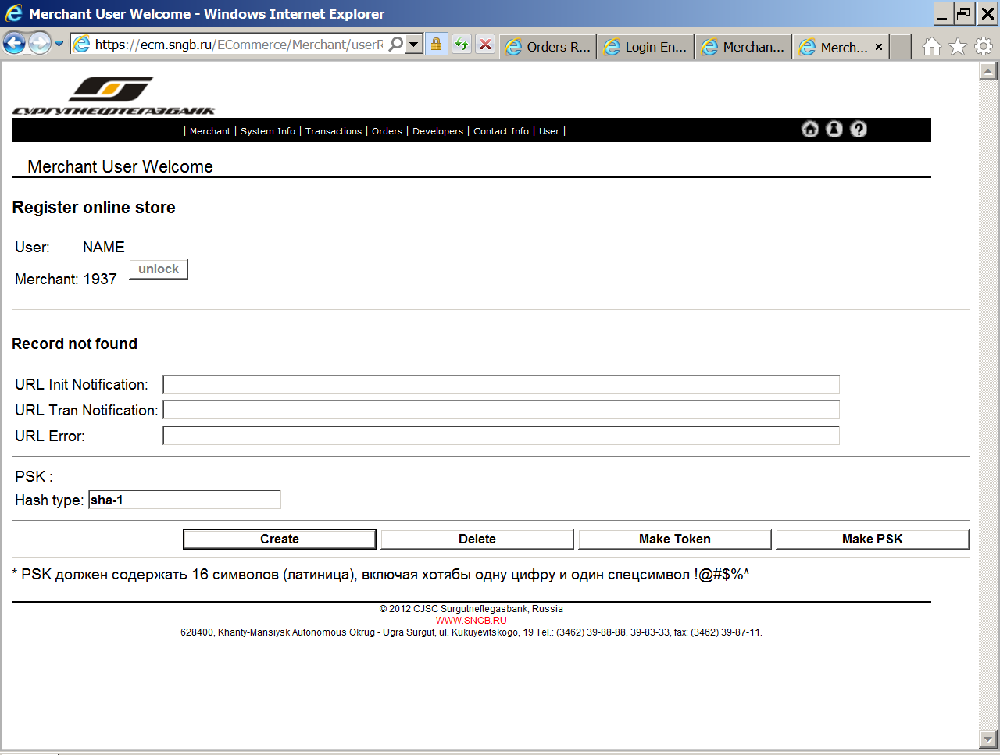 Merchant User Welcome - Windows Internet Explorer
https://ecm.sngb.ru/ECommerce/Merchant/userR
Orders R...
Login En...
Merchan...
Merch...
СУРГУТНЕФТЕГАЗБАНК
| Merchant | System Info | Transactions | Orders | Developers | Contact Info | User |
Merchant User Welcome
Register online store
User: NAME
Merchant: 1937 unlock
Record not found
URL Init Notification:
URL Tran Notification:
URL Error:
PSK :
Hash type: sha-1
Create Delete Make Token Make PSK
* PSK должен содержать 16 символов (латиница), включая хотябы одну цифру и один спецсимвол !@#$%^
© 2012 CJSC Surgutneftegasbank, Russia
WWW.SNGB.RU
628400, Khanty-Mansiysk Autonomous Okrug - Ugra Surgut, ul. Kukuyevitskogo, 19 Tel.: (3462) 39-88-88, 39-83-33, fax: (3462) 39-87-11.